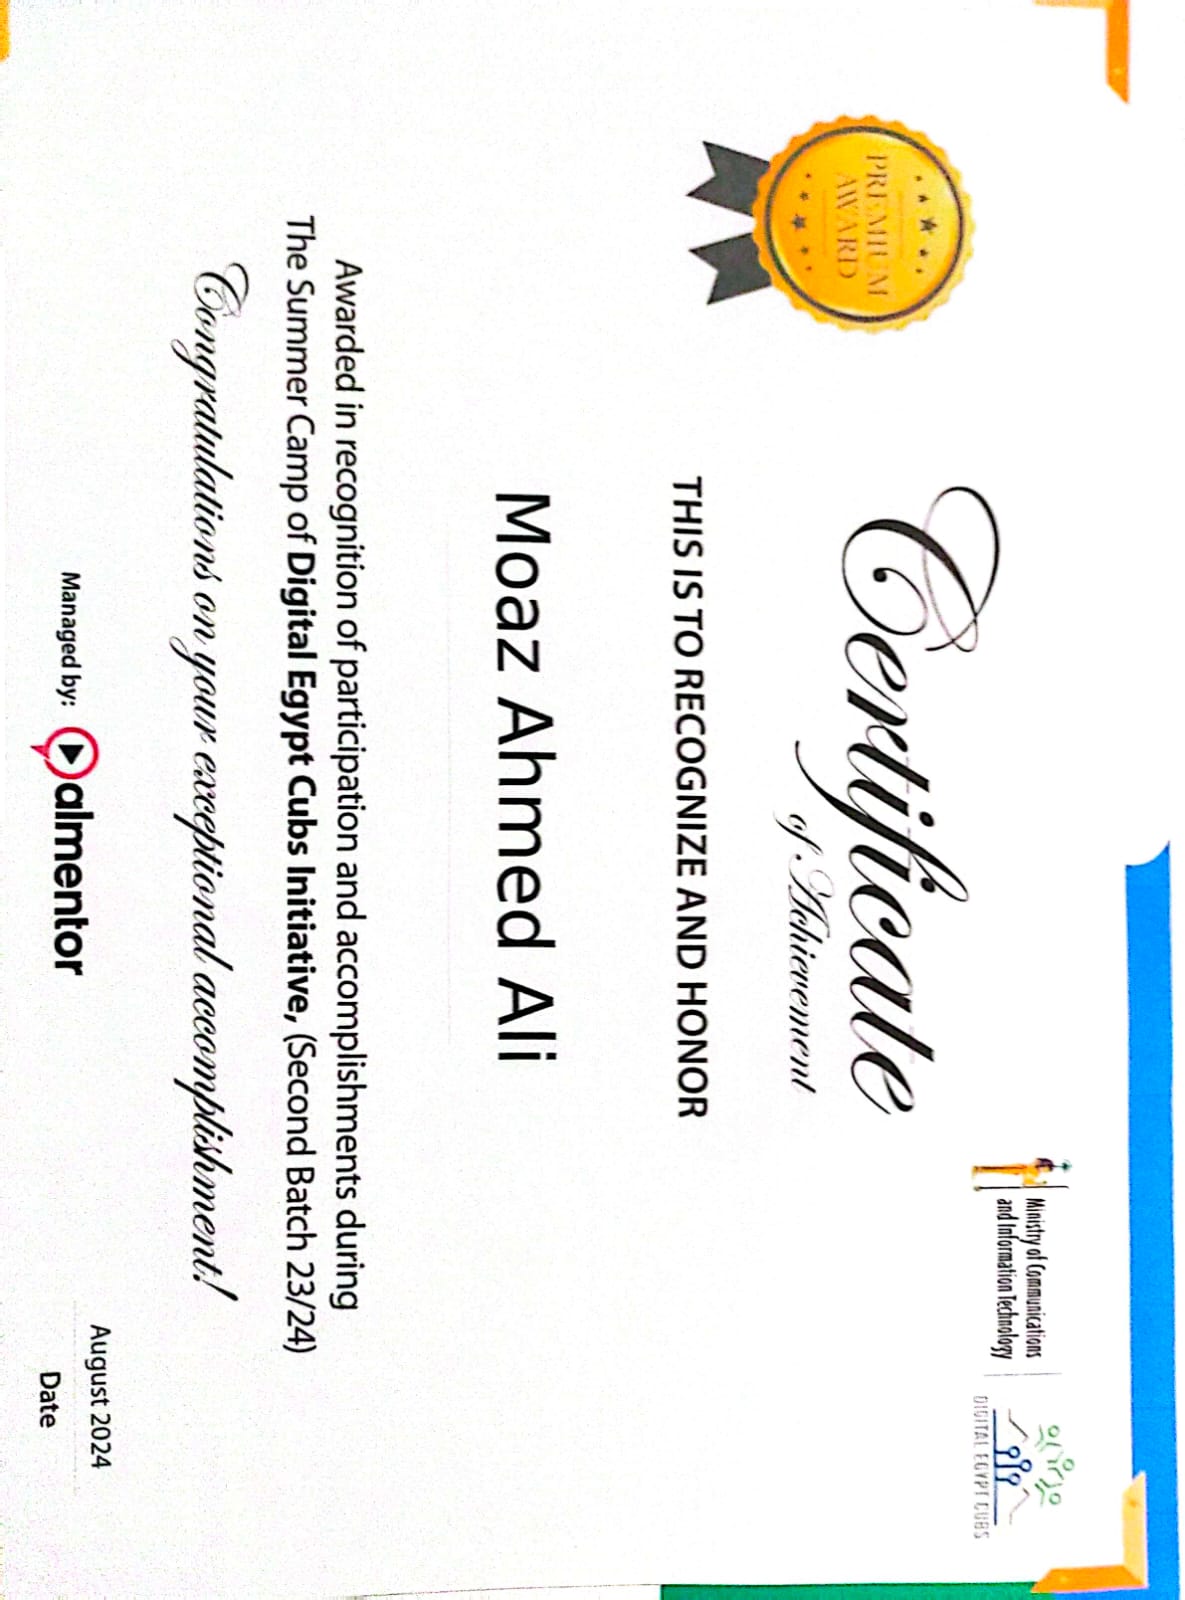 Ministry of Communications
and Information Technology
DIGITAL EGYPT CUBS
PREMIUM
AWARD
Certificate
of Achievement
THIS IS TO RECOGNIZE AND HONOR
Moaz Ahmed Ali
Awarded in recognition of participation and accomplishments during
The Summer Camp of Digital Egypt Cubs Initiative, (Second Batch 23/24)
Congratulations on your exceptional accomplishment!
Managed by: almentor
August 2024
Date